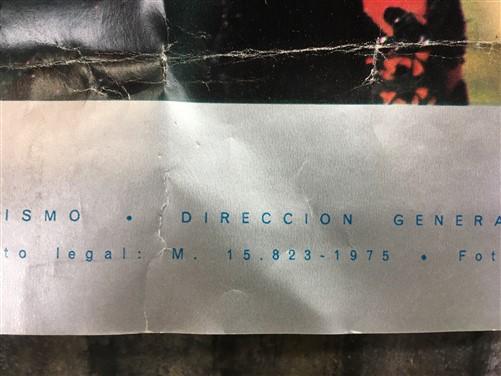 ISMO • DIRECCION GENERA
to legal: M. 15.823-1975 • Fot